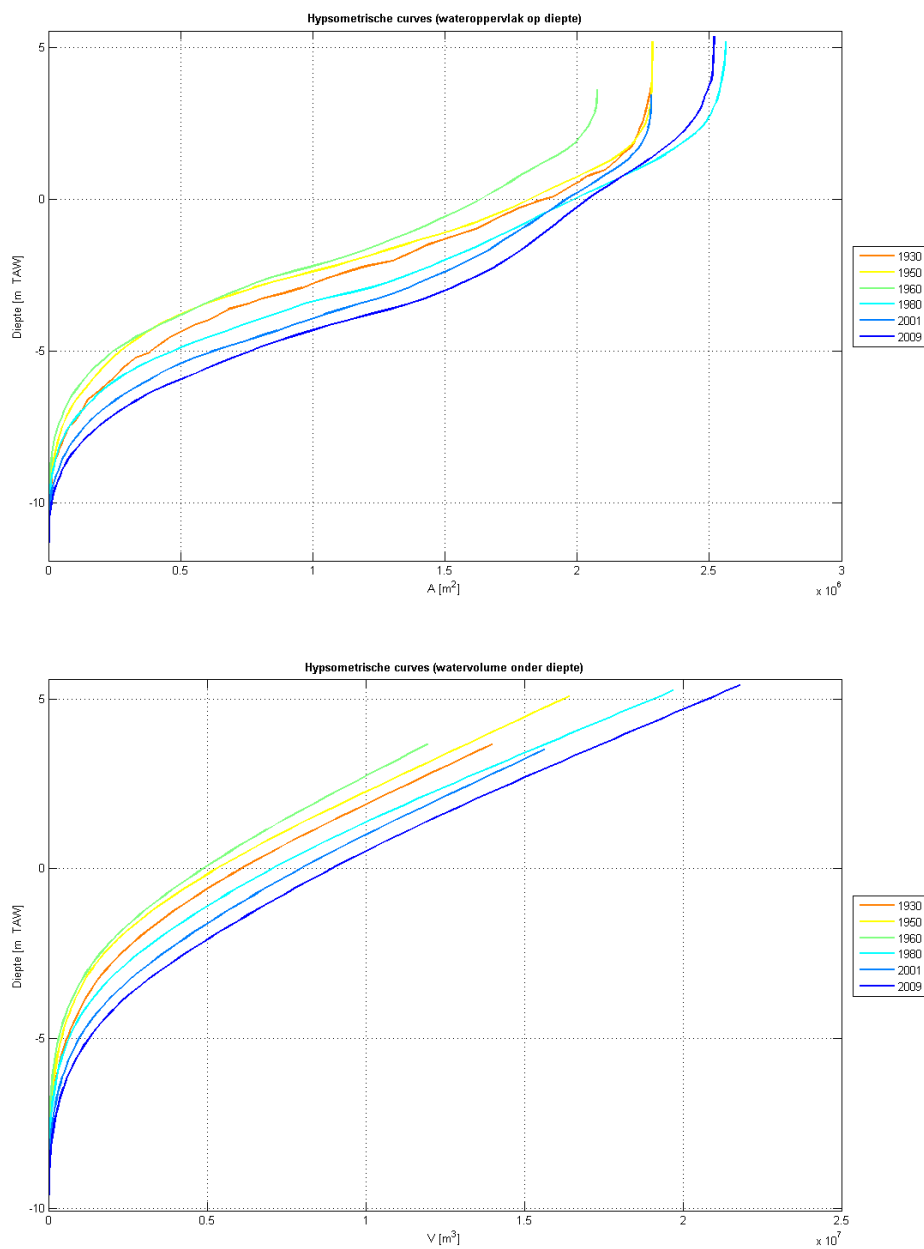 Hypsometrische curves (wateroppervlak op diepte)
5
0
-5
-10
Diepte [m TAW]
0 0.5 1 1.5 2 2.5 3
A [m²]
x 10⁶
1930
1950
1960
1980
2001
2009
Hypsometrische curves (watervolume onder diepte)
5
0
-5
-10
Diepte [m TAW]
0 0.5 1 1.5 2 2.5
V [m³]
x 10⁷
1930
1950
1960
1980
2001
2009